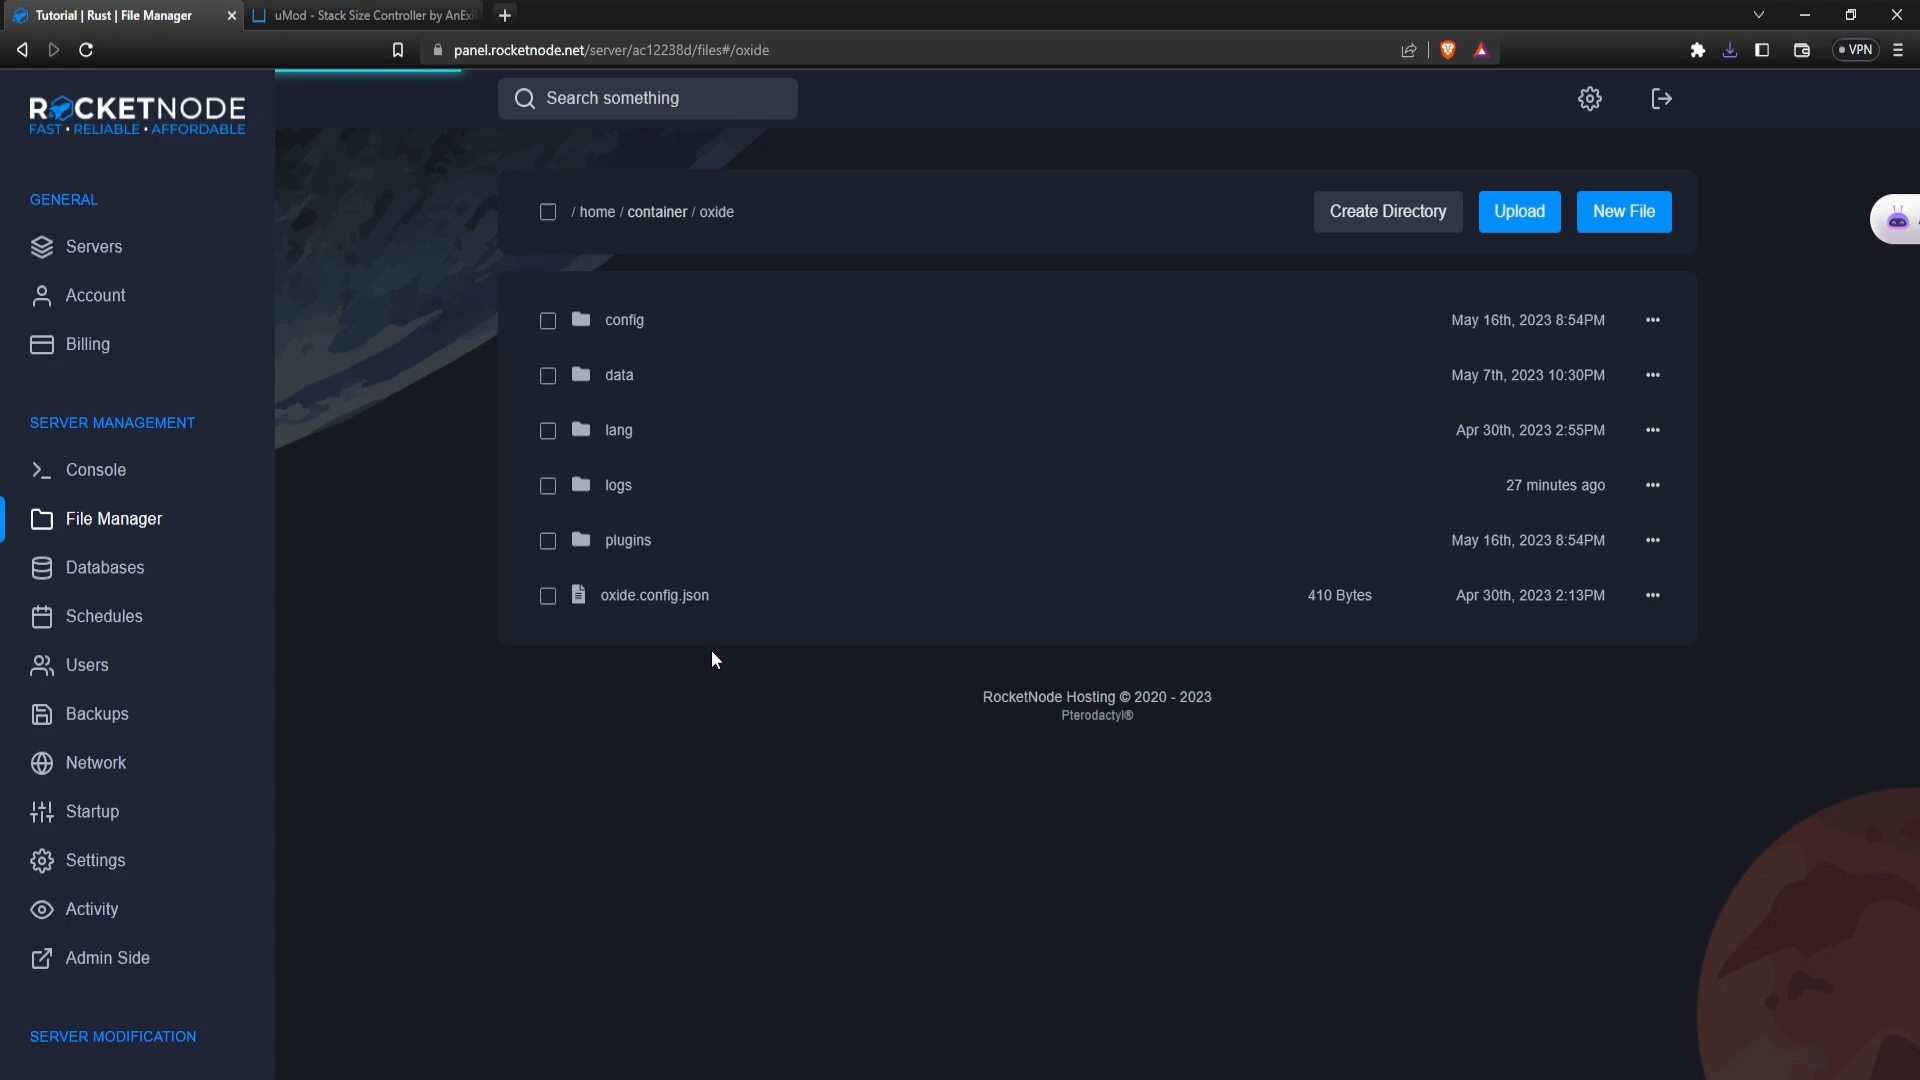 Tutorial | Rust | File Manager
uMod - Stack Size Controller by AnExi
panel.rocketnode.net/server/ac12238d/files#/oxide
VPN
ROCKETNODE
FAST • RELIABLE • AFFORDABLE
Search something
GENERAL
Servers
Account
Billing
SERVER MANAGEMENT
Console
File Manager
Databases
Schedules
Users
Backups
Network
Startup
Settings
Activity
Admin Side
SERVER MODIFICATION
/ home / container / oxide
Create Directory
Upload
New File
config May 16th, 2023 8:54PM
data May 7th, 2023 10:30PM
lang Apr 30th, 2023 2:55PM
logs 27 minutes ago
plugins May 16th, 2023 8:54PM
oxide.config.json 410 Bytes Apr 30th, 2023 2:13PM
RocketNode Hosting © 2020 - 2023
Pterodactyl®